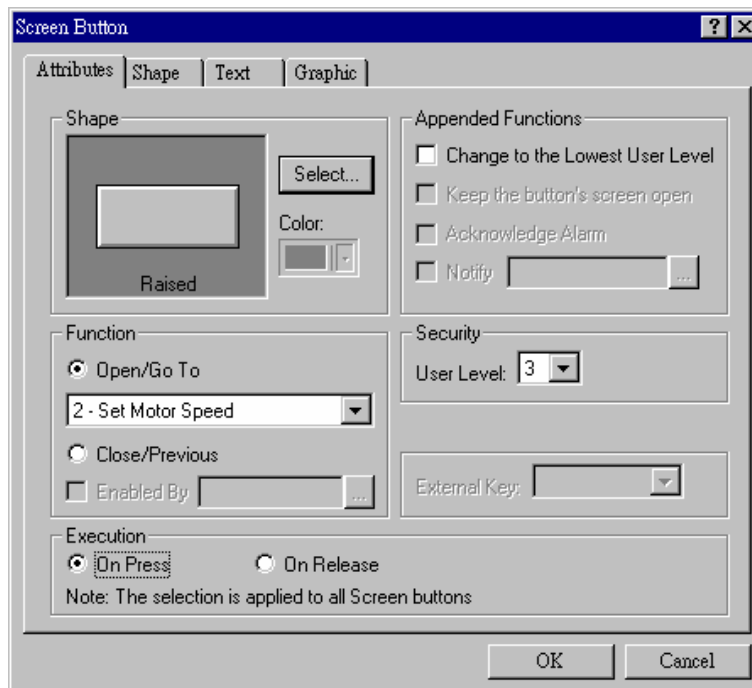 Screen Button
Attributes Shape Text Graphic
Shape
Select...
Color:
Raised
Appended Functions
Change to the Lowest User Level
Keep the button's screen open
Acknowledge Alarm
Notify ...
Function
Open/Go To
2 - Set Motor Speed
Close/Previous
Enabled By ...
Security
User Level: 3
External Key:
Execution
On Press On Release
Note: The selection is applied to all Screen buttons
OK Cancel